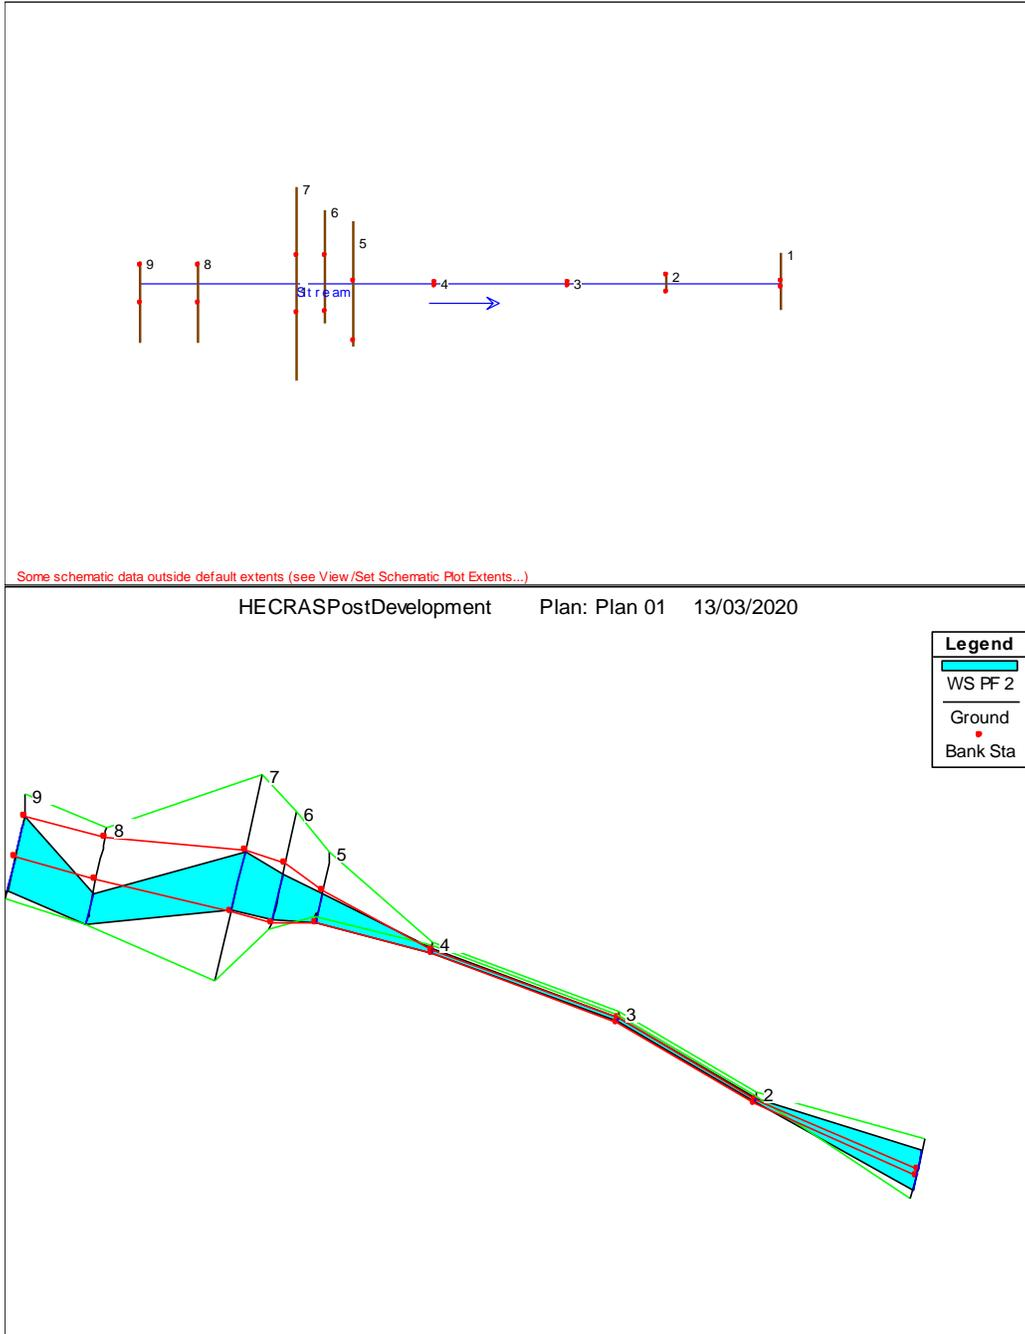 7
6
5
9
8
1
2
4
3
Stream
Some schematic data outside default extents (see View/Set Schematic Plot Extents...)
HECRASPostDevelopment Plan: Plan 01 13/03/2020
Legend
WS PF 2
Ground
Bank Sta
7
9
6
8
5
4
3
2